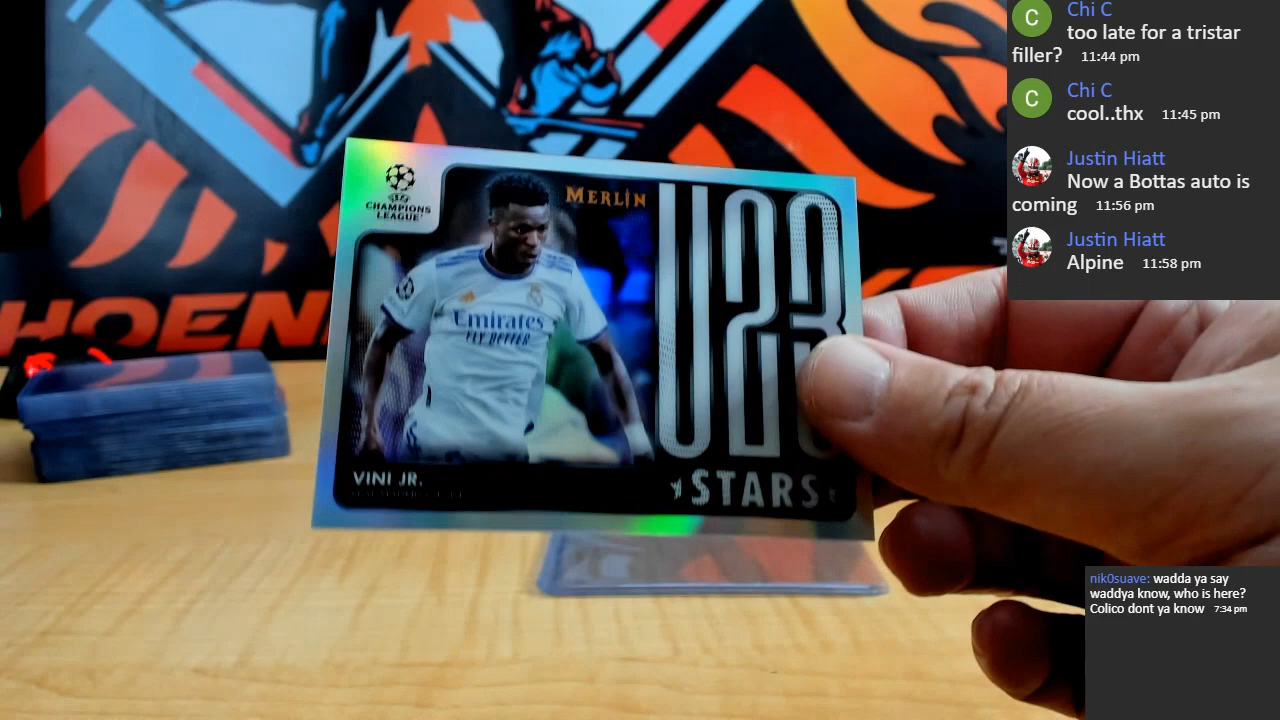 Chi C
too late for a tristar
filler? 11:44 pm
Chi C
cool..thx 11:45 pm
Justin Hiatt
Now a Bottas auto is
coming 11:56 pm
Justin Hiatt
Alpine 11:58 pm
C
C
HOENI
CHAMPIONS
LEAGUE
MERLIN
U23
STARS
Emirates
FLY BETTER
VINI JR.
nik0suave: wadda ya say
waddya know, who is here?
Colico dont ya know 7:34 pm